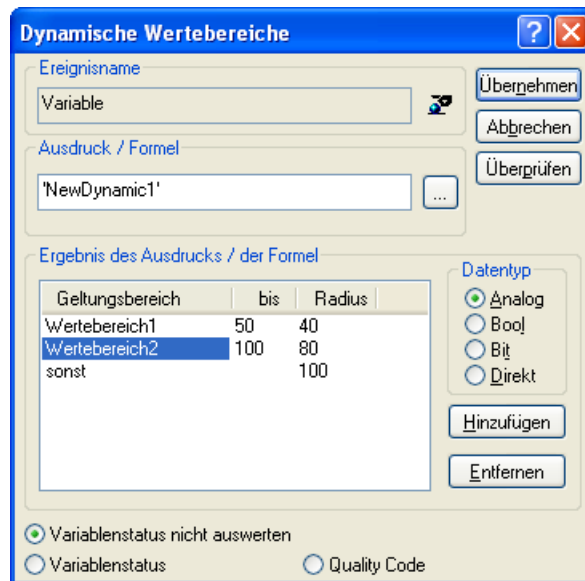 Dynamische Wertebereiche
Ereignisname
Variable
Übernehmen
Abbrechen
Überprüfen
Ausdruck / Formel
'NewDynamic1'
...
Ergebnis des Ausdrucks / der Formel
Geltungsbereich bis Radius
Wertebereich1 50 40
Wertebereich2 100 80
sonst 100
Datentyp
Analog
Bool
Bit
Direkt
Hinzufügen
Entfernen
Variablenstatus nicht auswerten
Variablenstatus Quality Code